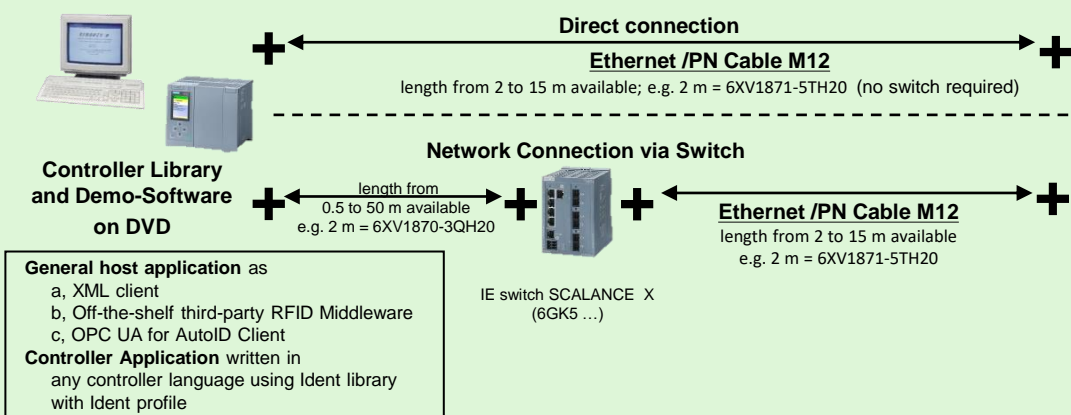 Direct connection
Ethernet /PN Cable M12
length from 2 to 15 m available; e.g. 2 m = 6XV1871-5TH20 (no switch required)
Controller Library
and Demo-Software
on DVD
Network Connection via Switch
length from
0.5 to 50 m available
e.g. 2 m = 6XV1870-3QH20
Ethernet /PN Cable M12
length from 2 to 15 m available
e.g. 2 m = 6XV1871-5TH20
IE switch SCALANCE X
(6GK5 ...)
General host application as
a, XML client
b, Off-the-shelf third-party RFID Middleware
c, OPC UA for AutoID Client
Controller Application written in
any controller language using Ident library
with Ident profile